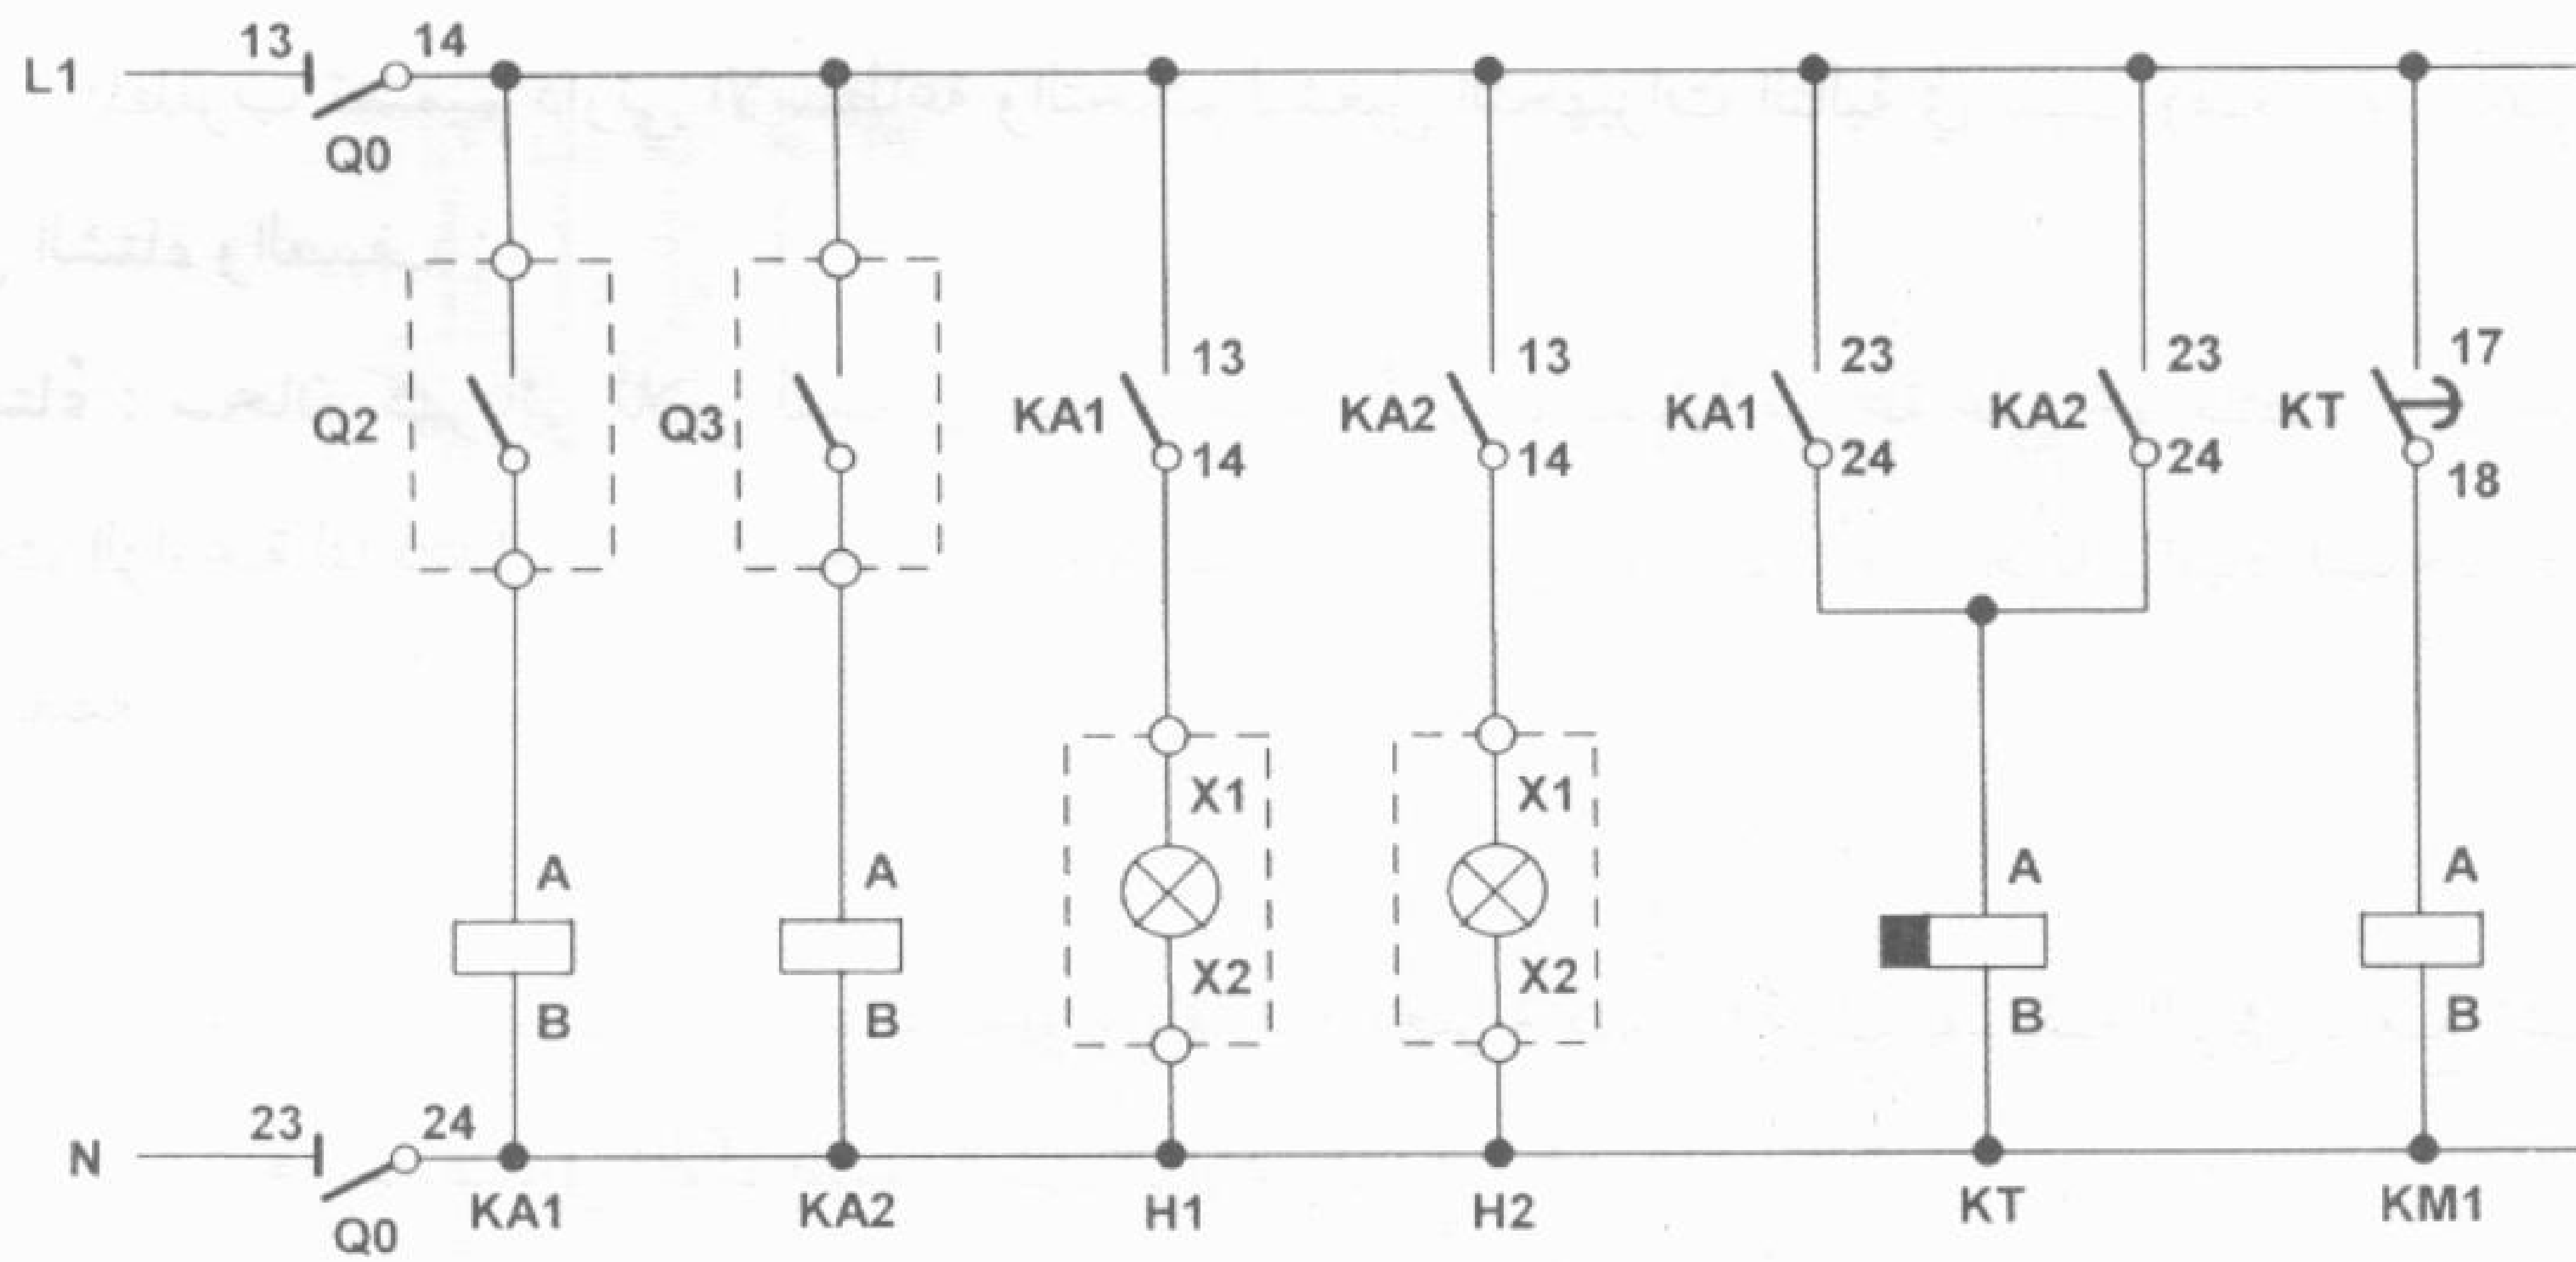 13 14
L1
Q0
Q2 Q3
13 13 23 23 17
KA1 KA2 KA1 KA2 KT
14 14 24 24 18
X1 X1
A A A A
X2 X2
B B B B
23 24
N
Q0
KA1 KA2 H1 H2 KT KM1